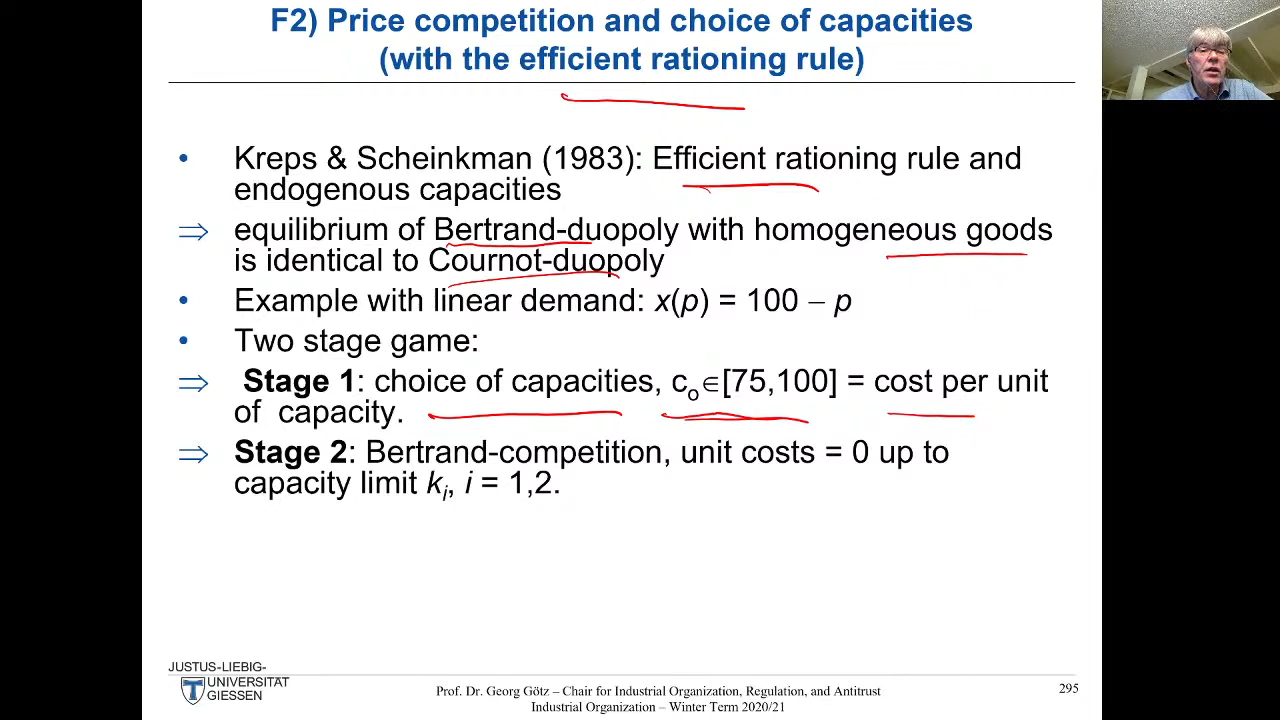 F2) Price competition and choice of capacities
(with the efficient rationing rule)
• Kreps & Scheinkman (1983): Efficient rationing rule and
endogenous capacities
⇒ equilibrium of Bertrand-duopoly with homogeneous goods
is identical to Cournot-duopoly
• Example with linear demand: x(p) = 100 – p
• Two stage game:
⇒ Stage 1: choice of capacities, co∈[75,100] = cost per unit
of capacity.
⇒ Stage 2: Bertrand-competition, unit costs = 0 up to
capacity limit ki, i = 1,2.
JUSTUS-LIEBIG-
UNIVERSITÄT
GIESSEN
Prof. Dr. Georg Götz – Chair for Industrial Organization, Regulation, and Antitrust
Industrial Organization – Winter Term 2020/21
295